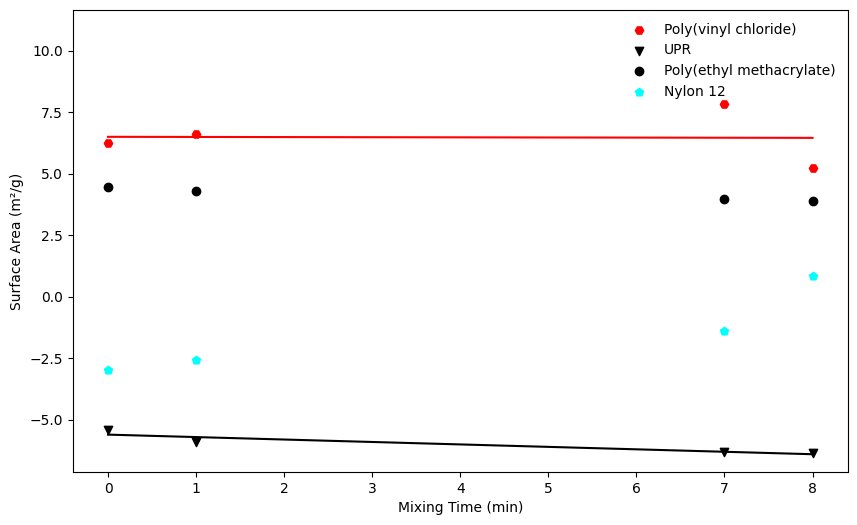 Poly(vinyl chloride)
UPR
Poly(ethyl methacrylate)
Nylon 12
10.0
7.5
5.0
2.5
0.0
−2.5
−5.0
Surface Area (m²/g)
0 1 2 3 4 5 6 7 8
Mixing Time (min)